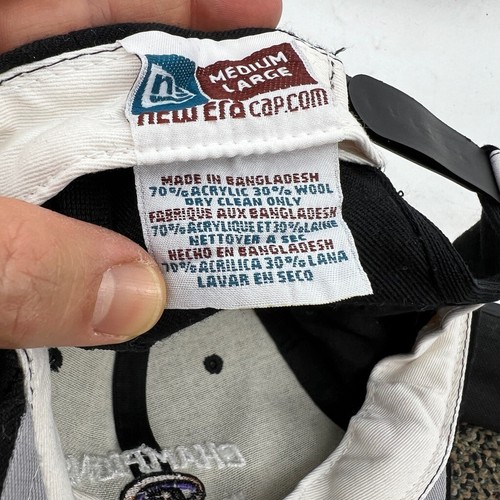 n
MEDIUM
LARGE
new era cap.com
MADE IN BANGLADESH
70% ACRYLIC 30% WOOL
DRY CLEAN ONLY
FABRIQUE AUX BANGLADESH
70% ACRYLIQUE ET 30% LAINE
NETTOYER A SEC
HECHO EN BANGLADESH
70% ACRILICA 30% LANA
LAVAR EN SECO